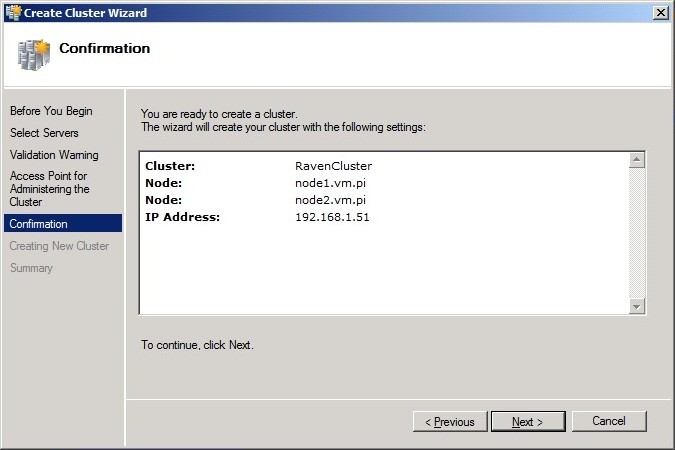 Create Cluster Wizard
Confirmation
Before You Begin
Select Servers
Validation Warning
Access Point for
Administering the
Cluster
Confirmation
Creating New Cluster
Summary
You are ready to create a cluster.
The wizard will create your cluster with the following settings:
Cluster: RavenCluster
Node: node1.vm.pi
Node: node2.vm.pi
IP Address: 192.168.1.51
To continue, click Next.
< Previous Next > Cancel